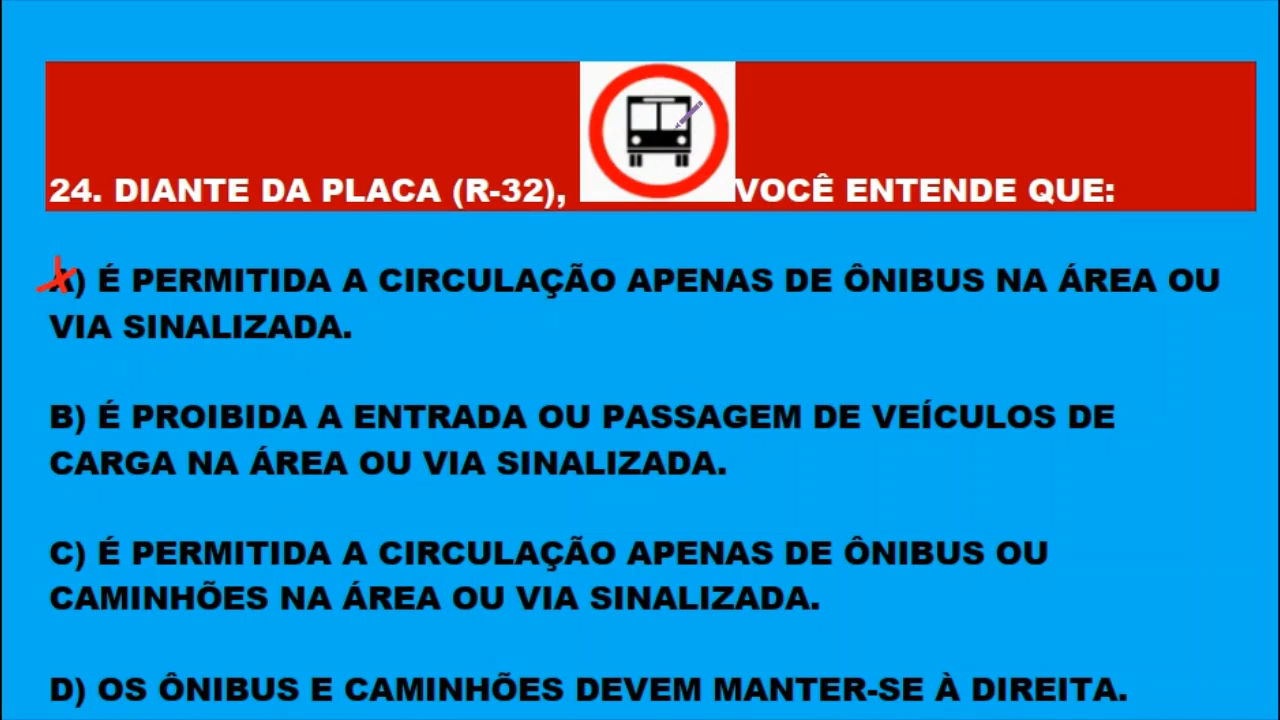 24. DIANTE DA PLACA (R-32), VOCÊ ENTENDE QUE:
A) É PERMITIDA A CIRCULAÇÃO APENAS DE ÔNIBUS NA ÁREA OU
VIA SINALIZADA.
B) É PROIBIDA A ENTRADA OU PASSAGEM DE VEÍCULOS DE
CARGA NA ÁREA OU VIA SINALIZADA.
C) É PERMITIDA A CIRCULAÇÃO APENAS DE ÔNIBUS OU
CAMINHÕES NA ÁREA OU VIA SINALIZADA.
D) OS ÔNIBUS E CAMINHÕES DEVEM MANTER-SE À DIREITA.